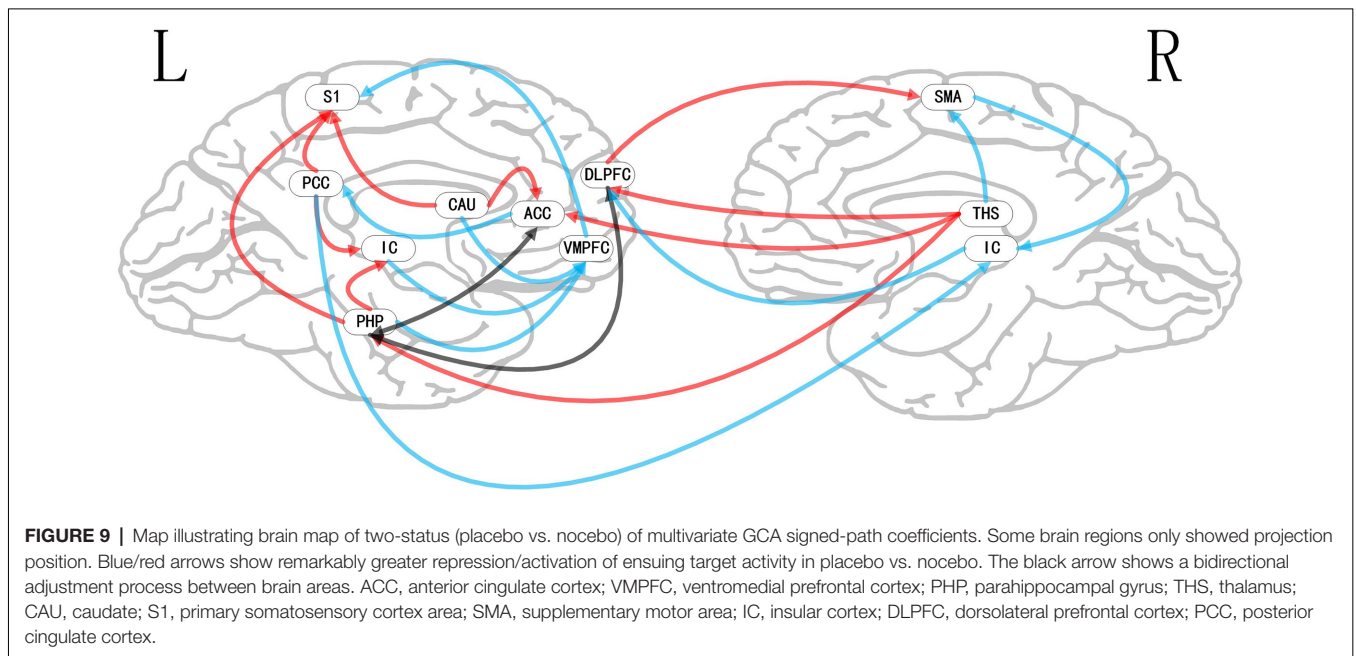 L
R
S1
SMA
PCC
DLPFC
CAU
ACC
THS
IC
VMPFC
IC
PHP
FIGURE 9 | Map illustrating brain map of two-status (placebo vs. nocebo) of multivariate GCA signed-path coefficients. Some brain regions only showed projection
position. Blue/red arrows show remarkably greater repression/activation of ensuing target activity in placebo vs. nocebo. The black arrow shows a bidirectional
adjustment process between brain areas. ACC, anterior cingulate cortex; VMPFC, ventromedial prefrontal cortex; PHP, parahippocampal gyrus; THS, thalamus;
CAU, caudate; S1, primary somatosensory cortex area; SMA, supplementary motor area; IC, insular cortex; DLPFC, dorsolateral prefrontal cortex; PCC, posterior
cingulate cortex.